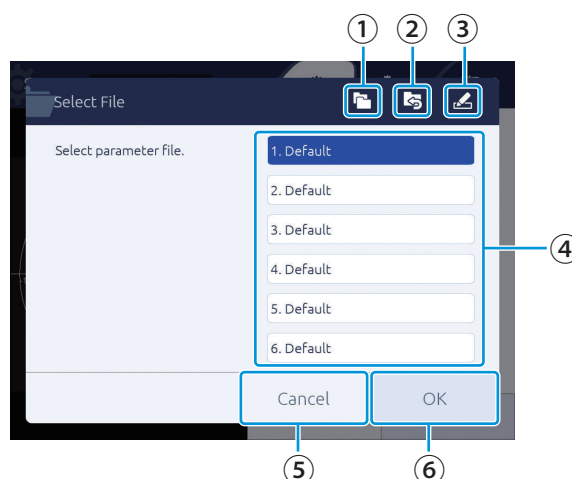 ① ② ③
Select File
Select parameter file.
1. Default
2. Default
3. Default
4. Default
5. Default
6. Default
④
Cancel
OK
⑤ ⑥